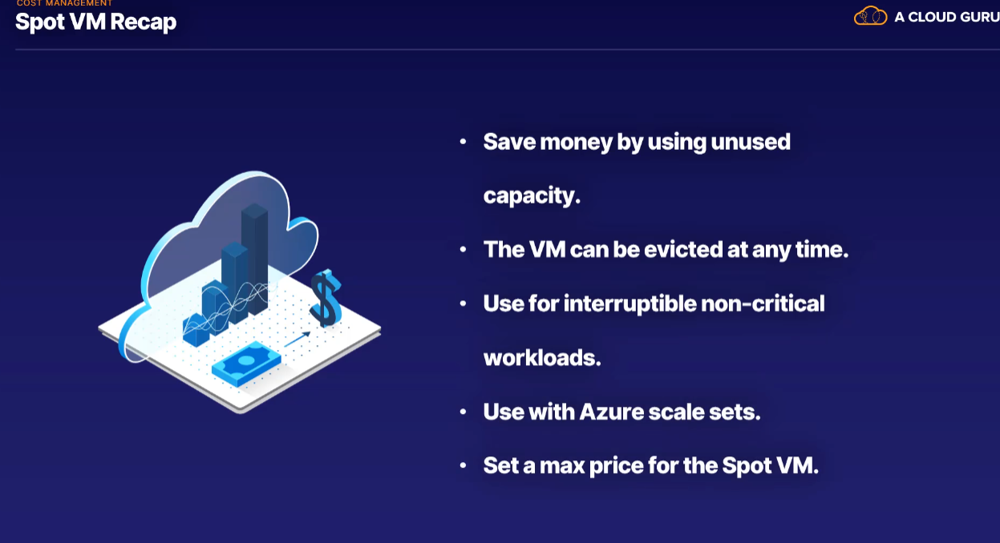 COST MANAGEMENT
Spot VM Recap
A CLOUD GURU
• Save money by using unused
capacity.
• The VM can be evicted at any time.
• Use for interruptible non-critical
workloads.
• Use with Azure scale sets.
• Set a max price for the Spot VM.